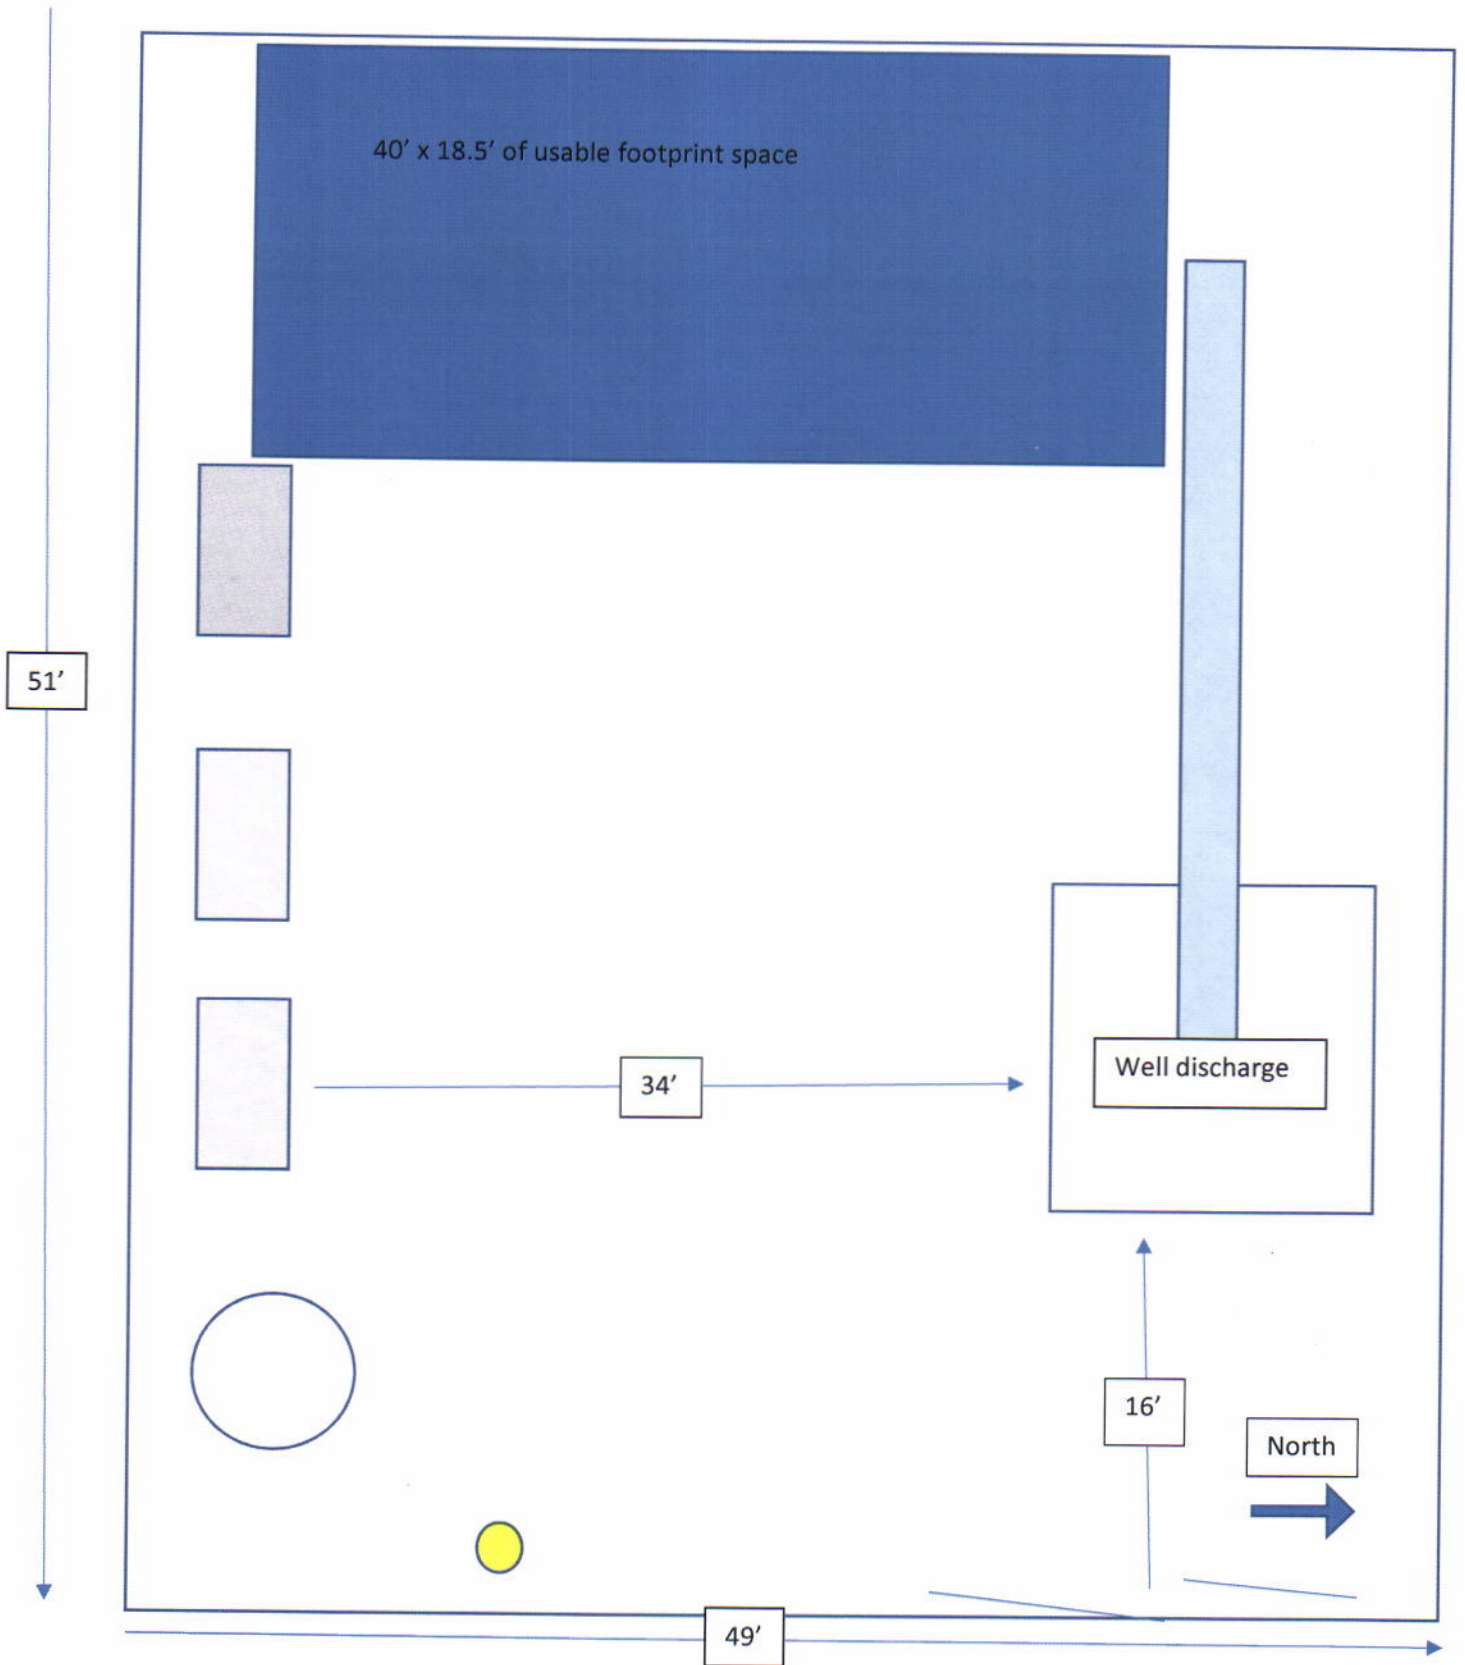 40’ x 18.5’ of usable footprint space
51’
34’
Well discharge
16’
North
49’